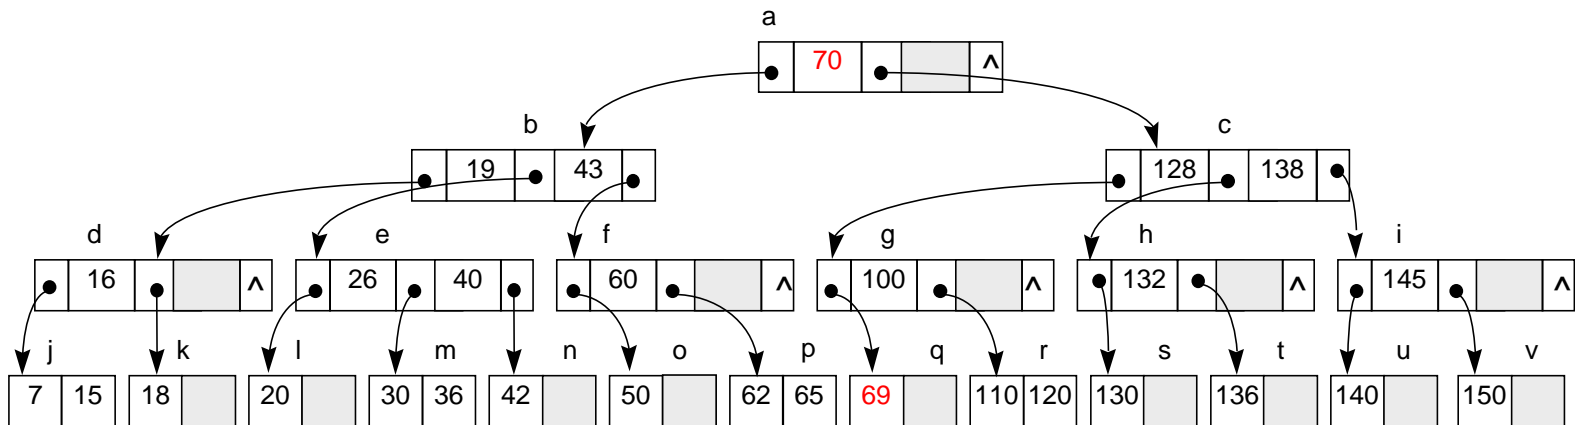 a
70 ^
b c
19 43 128 138
d e f g h i
16 ^ 26 40 60 ^ 100 ^ 132 ^ 145 ^
j k l m n o p q r s t u v
7 15 18 20 30 36 42 50 62 65 69 110 120 130 136 140 150